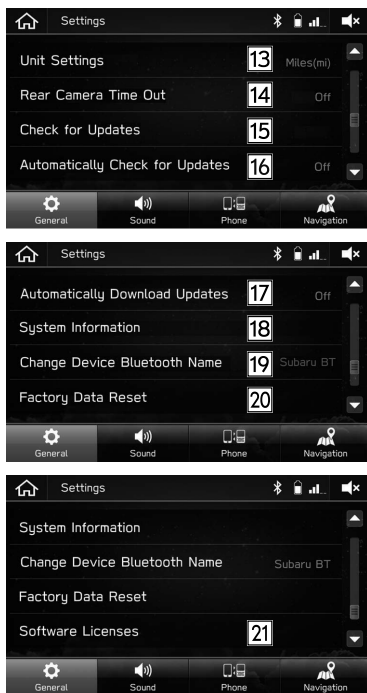 Settings
Unit Settings 13 Miles(mi)
Rear Camera Time Out 14 Off
Check for Updates 15
Automatically Check for Updates 16 Off
General Sound Phone Navigation
Settings
Automatically Download Updates 17 Off
System Information 18
Change Device Bluetooth Name 19 Subaru BT
Factory Data Reset 20
General Sound Phone Navigation
Settings
System Information
Change Device Bluetooth Name Subaru BT
Factory Data Reset
Software Licenses 21
General Sound Phone Navigation